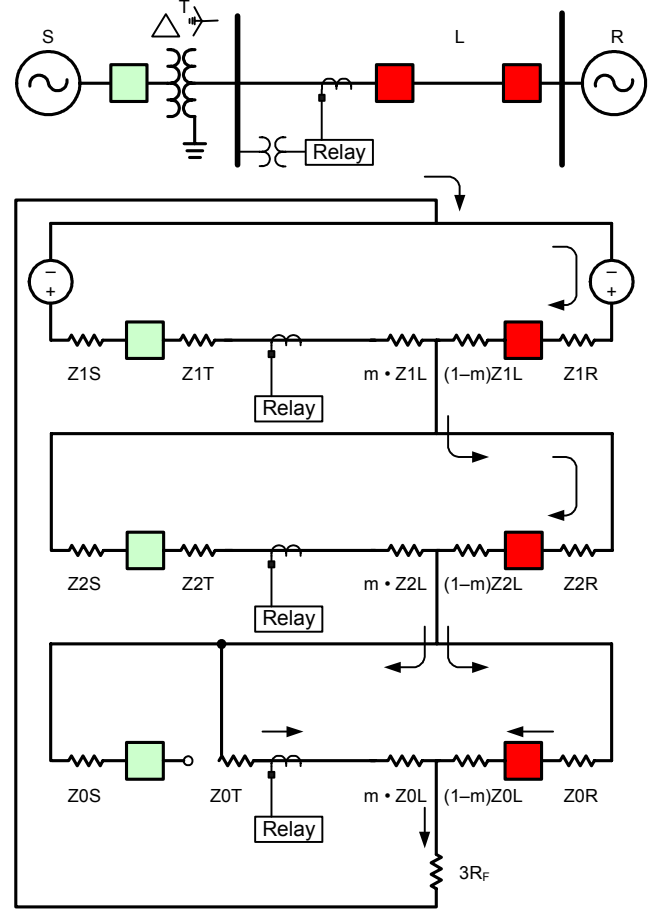 T
S L R
Relay
− −
+ +
Z1S Z1T m • Z1L (1–m)Z1L Z1R
Relay
Z2S Z2T m • Z2L (1–m)Z2L Z2R
Relay
Z0S Z0T m • Z0L (1–m)Z0L Z0R
Relay
3RF